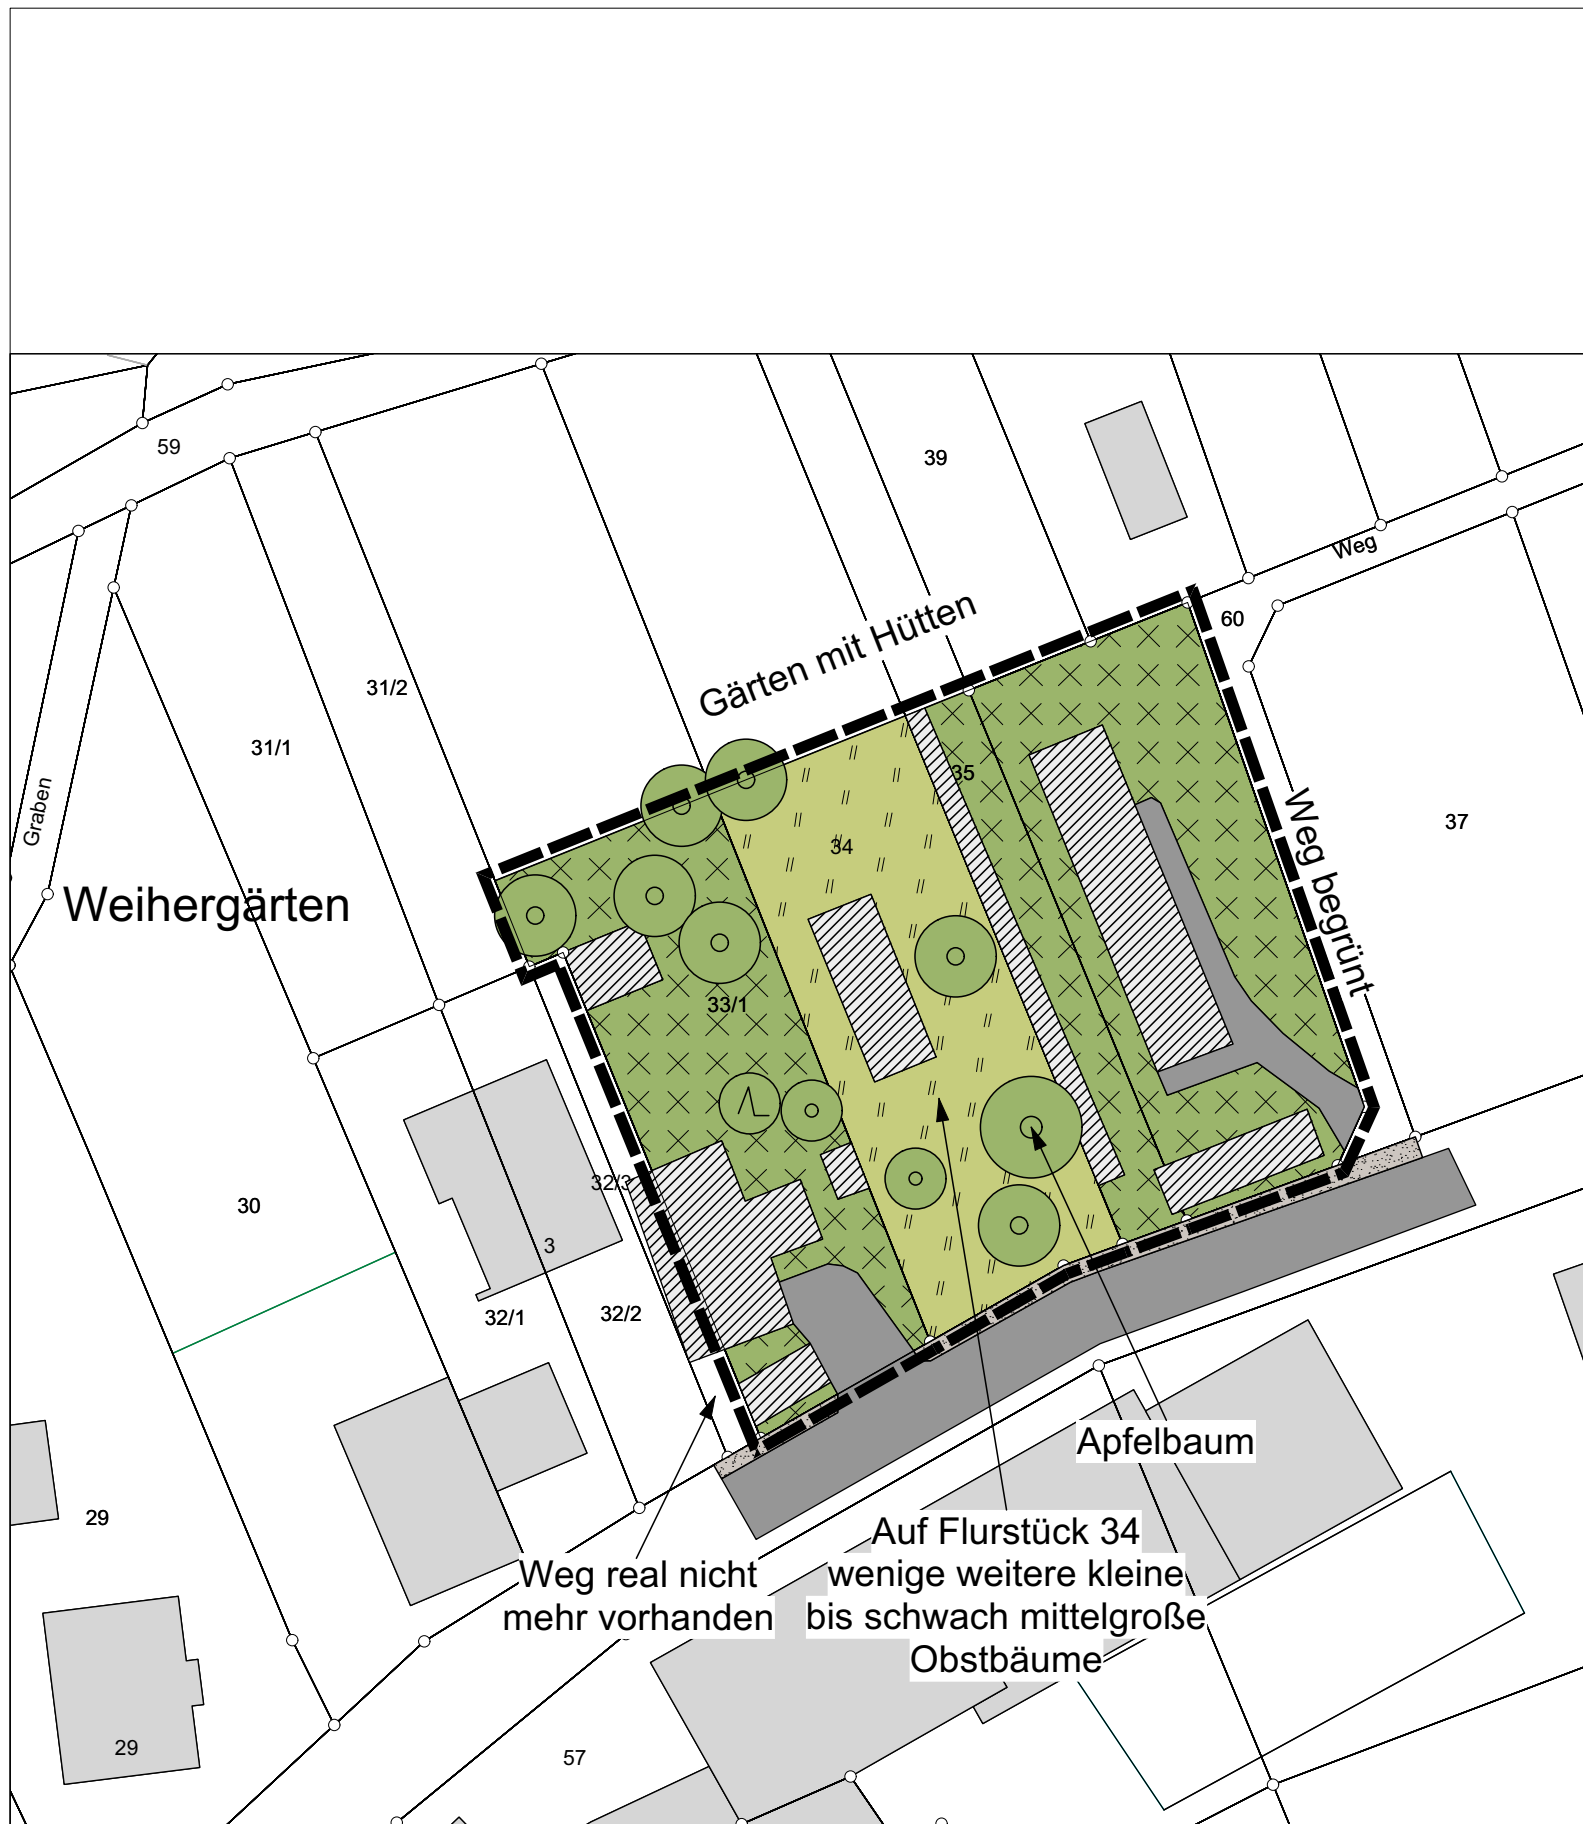 59
39
Weg
60
Gärten mit Hütten
31/2
31/1
35
Graben
34
37
Weg begrünt
Weihergärten
33/1
32/3
30
3
32/1
32/2
Apfelbaum
29
Auf Flurstück 34
wenige weitere kleine
bis schwach mittelgroße
Obstbäume
Weg real nicht
mehr vorhanden
29
57